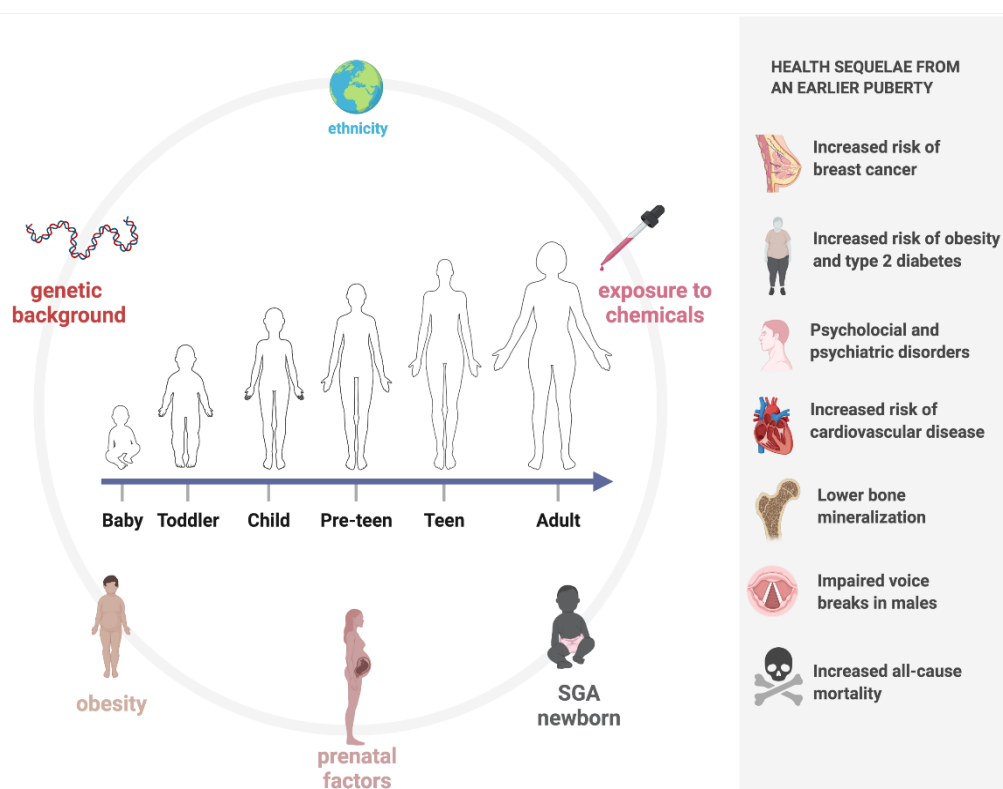 ethnicity
genetic
background
exposure to
chemicals
Baby Toddler Child Pre-teen Teen Adult
obesity
prenatal
factors
SGA
newborn
HEALTH SEQUELAE FROM
AN EARLIER PUBERTY
Increased risk of
breast cancer
Increased risk of obesity
and type 2 diabetes
Psycholocial and
psychiatric disorders
Increased risk of
cardiovascular disease
Lower bone
mineralization
Impaired voice
breaks in males
Increased all-cause
mortality